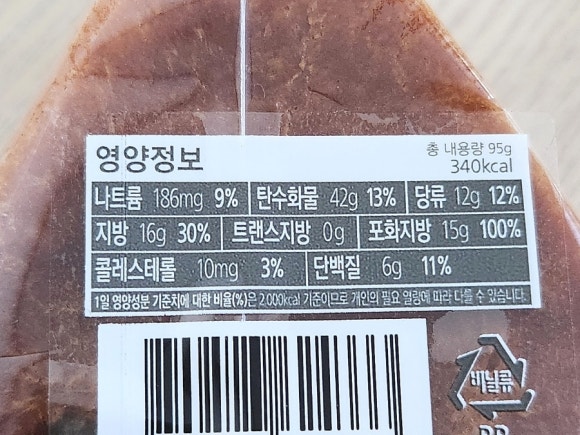 영양정보
총 내용량 95g
340kcal
나트륨 186mg 9% 탄수화물 42g 13% 당류 12g 12%
지방 16g 30% 트랜스지방 0g 포화지방 15g 100%
콜레스테롤 10mg 3% 단백질 6g 11%
1일 영양성분 기준치에 대한 비율(%)은 2,000kcal 기준이므로 개인의 필요 열량에 따라 다를 수 있습니다.
비닐류
PP